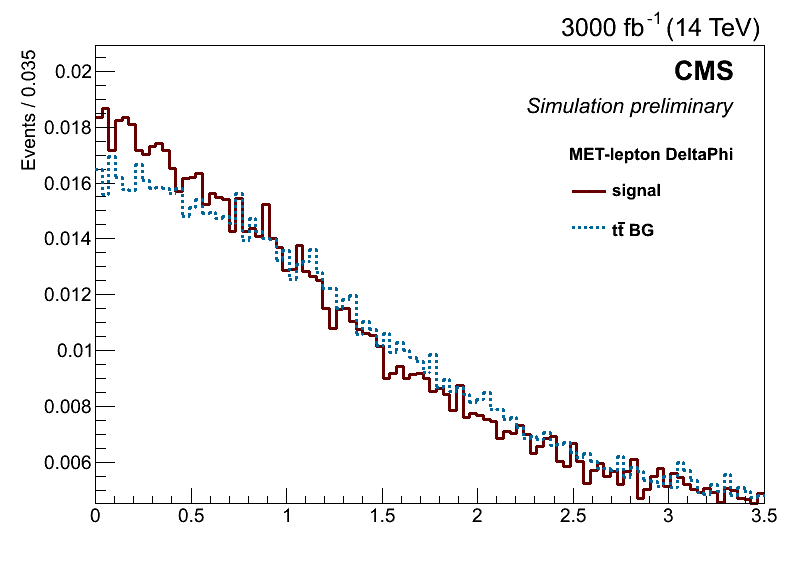 3000 fb⁻¹ (14 TeV)
Events / 0.035
0.02
0.018
0.016
0.014
0.012
0.01
0.008
0.006
CMS
Simulation preliminary
MET-lepton DeltaPhi
signal
tt̄ BG
0 0.5 1 1.5 2 2.5 3 3.5